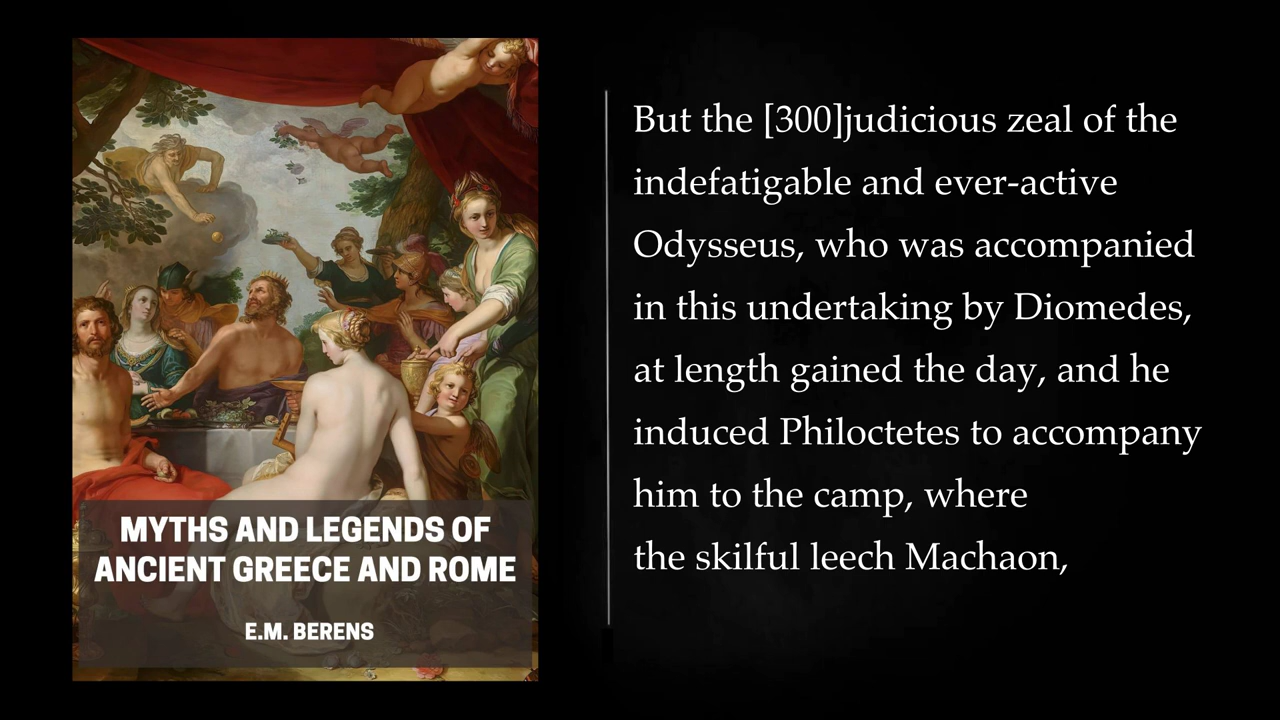 MYTHS AND LEGENDS OF
ANCIENT GREECE AND ROME
E.M. BERENS
But the [300]judicious zeal of the
indefatigable and ever-active
Odysseus, who was accompanied
in this undertaking by Diomedes,
at length gained the day, and he
induced Philoctetes to accompany
him to the camp, where
the skilful leech Machaon,